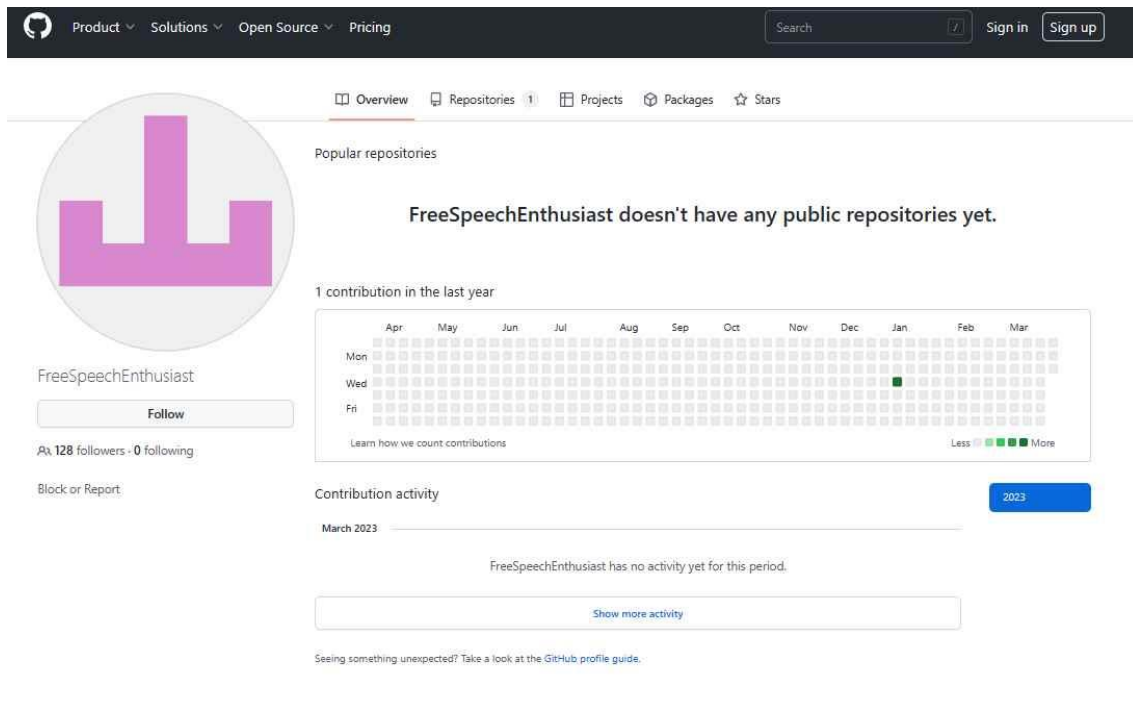 Product Solutions Open Source Pricing Search / Sign in Sign up
Overview Repositories 1 Projects Packages Stars
Popular repositories
FreeSpeechEnthusiast doesn't have any public repositories yet.
1 contribution in the last year
Apr May Jun Jul Aug Sep Oct Nov Dec Jan Feb Mar
Mon
Wed
Fri
Learn how we count contributions Less More
FreeSpeechEnthusiast
Follow
128 followers · 0 following
Block or Report
Contribution activity
2023
March 2023
FreeSpeechEnthusiast has no activity yet for this period.
Show more activity
Seeing something unexpected? Take a look at the GitHub profile guide.